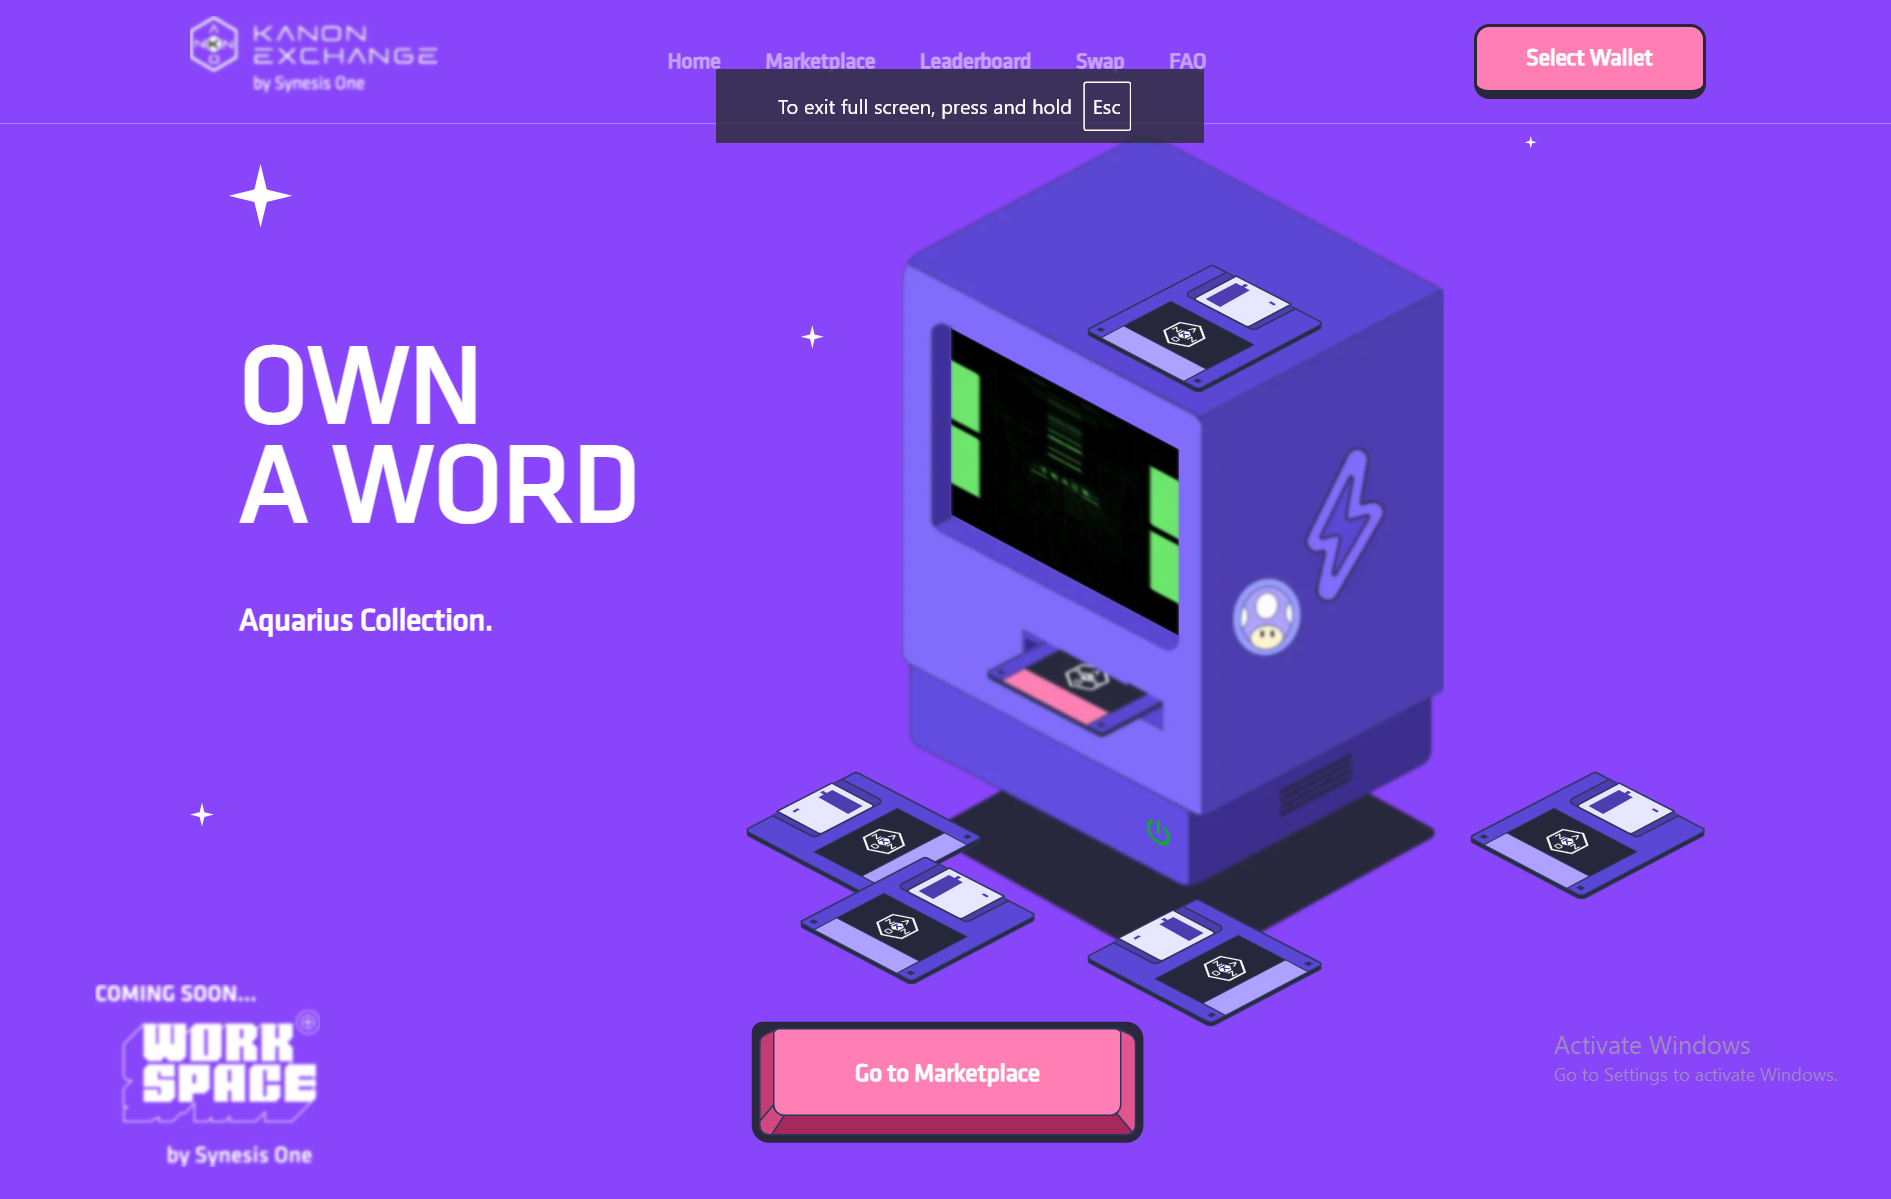 KANON
EXCHANGE
by Synesis One
Home
Marketplace
Leaderboard
Swap
FAQ
Select Wallet
To exit full screen, press and hold Esc
OWN
A WORD
Aquarius Collection.
COMING SOON...
WORK
SPACE
by Synesis One
Go to Marketplace
Activate Windows
Go to Settings to activate Windows.